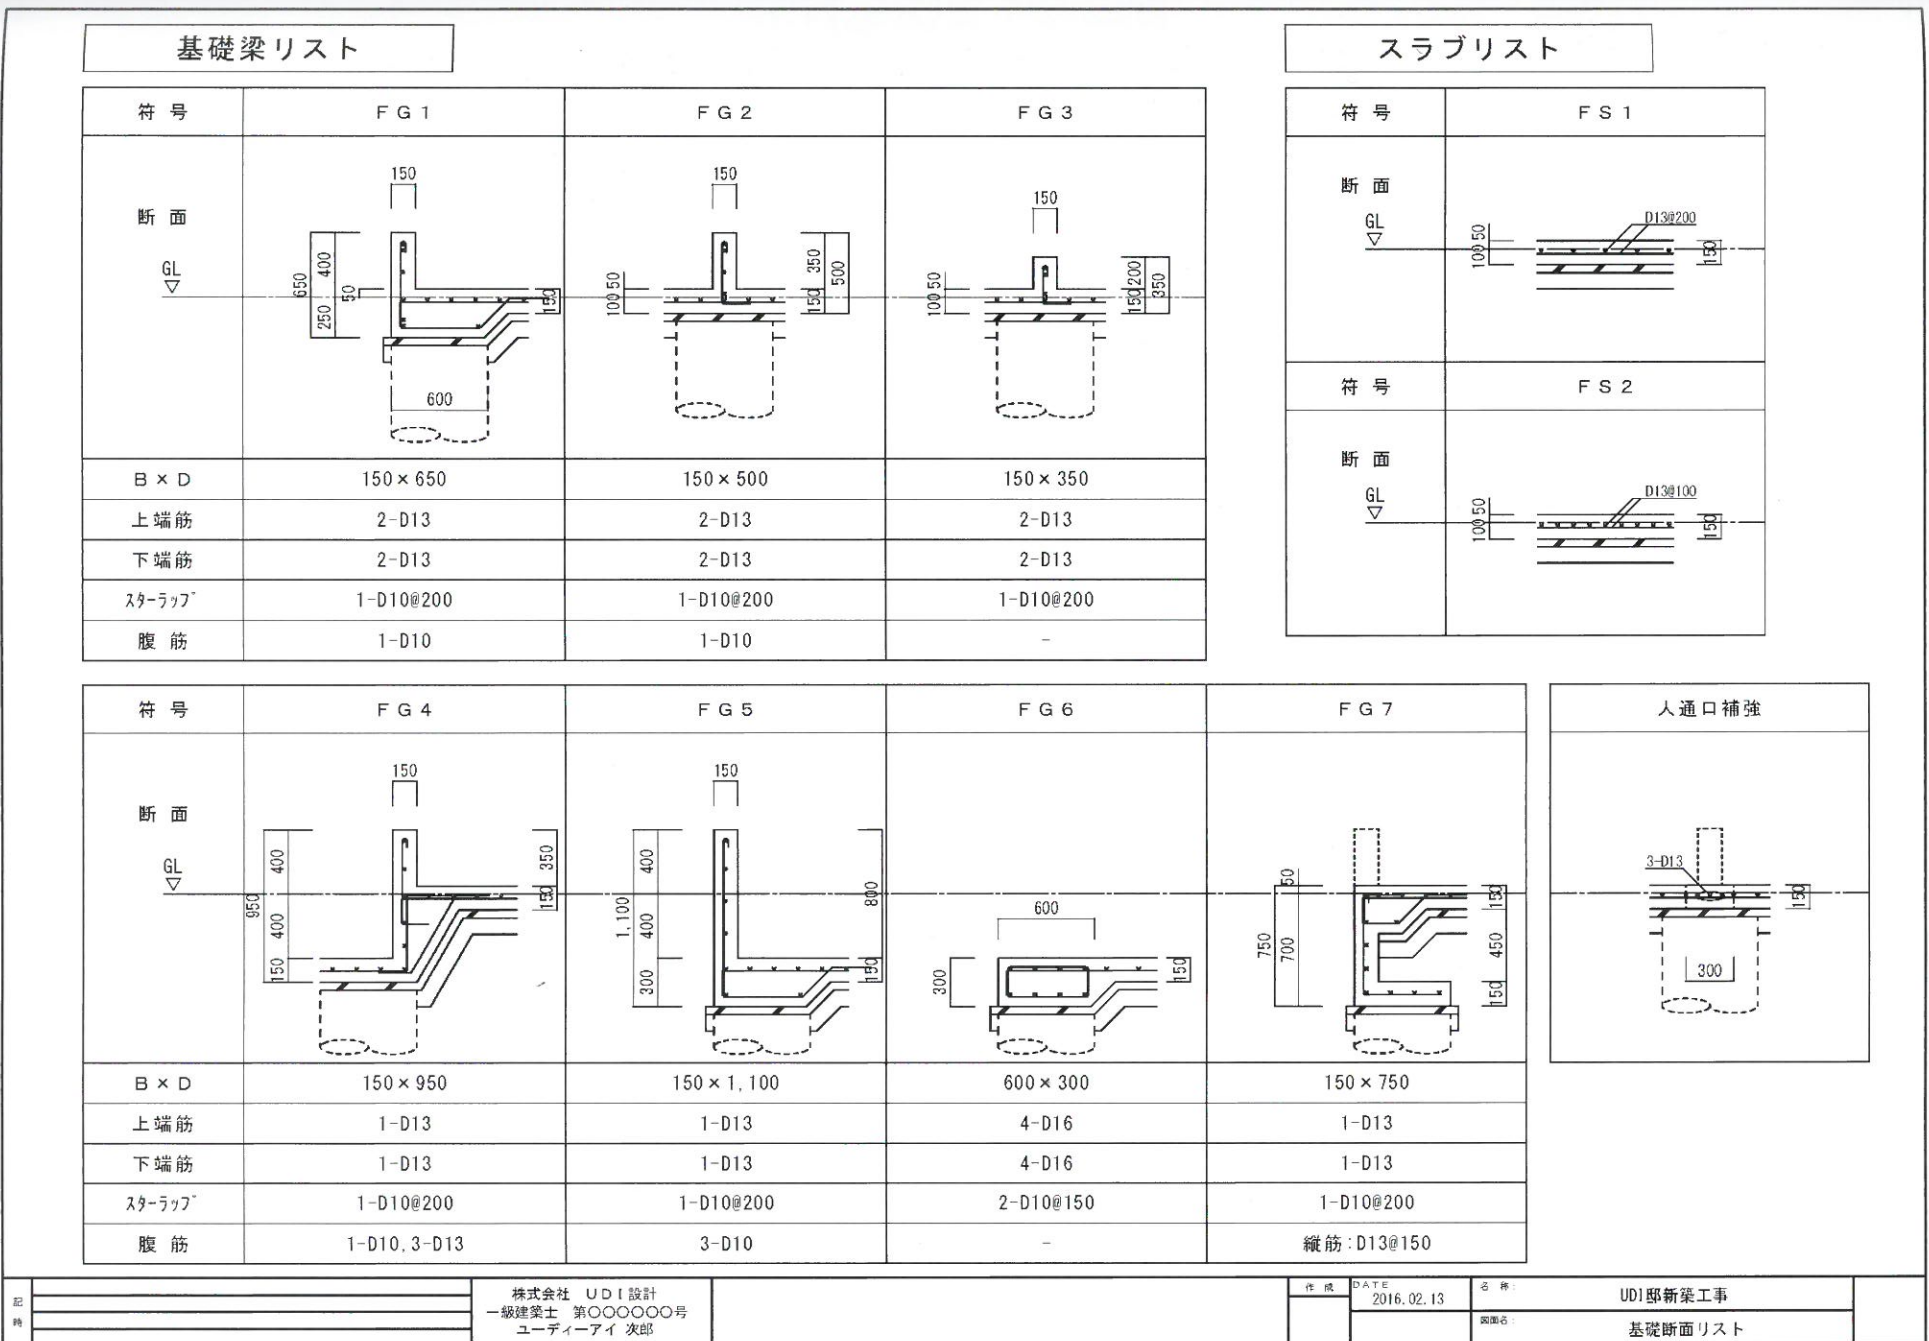 基礎梁リスト
符 号 FG1 FG2 FG3
断 面
GL
150
650
400
50
250
150
600
150
100 50
350
150
500
150
100 50
200
150
350
B×D 150×650 150×500 150×350
上端筋 2-D13 2-D13 2-D13
下端筋 2-D13 2-D13 2-D13
スターラップ 1-D10@200 1-D10@200 1-D10@200
腹 筋 1-D10 1-D10 -
スラブリスト
符 号 FS1
断 面
GL
100 50
D13@200
150
符 号 FS2
断 面
GL
100 50
D13@100
150
符 号 FG4 FG5 FG6 FG7
断 面
GL
150
950
400
400
150
350
150
150
1,100
400
400
300
800
150
600
300
150
750
50
700
150
450
150
B×D 150×950 150×1,100 600×300 150×750
上端筋 1-D13 1-D13 4-D16 1-D13
下端筋 1-D13 1-D13 4-D16 1-D13
スターラップ 1-D10@200 1-D10@200 2-D10@150 1-D10@200
腹 筋 1-D10,3-D13 3-D10 - 縦筋:D13@150
人通口補強
3-D13
150
300
記
時
株式会社 UDI設計
一級建築士 第〇〇〇〇〇〇号
ユーディーアイ 次郎
作 成
DATE
2016.02.13
名 称:
UDI邸新築工事
図面名:
基礎断面リスト